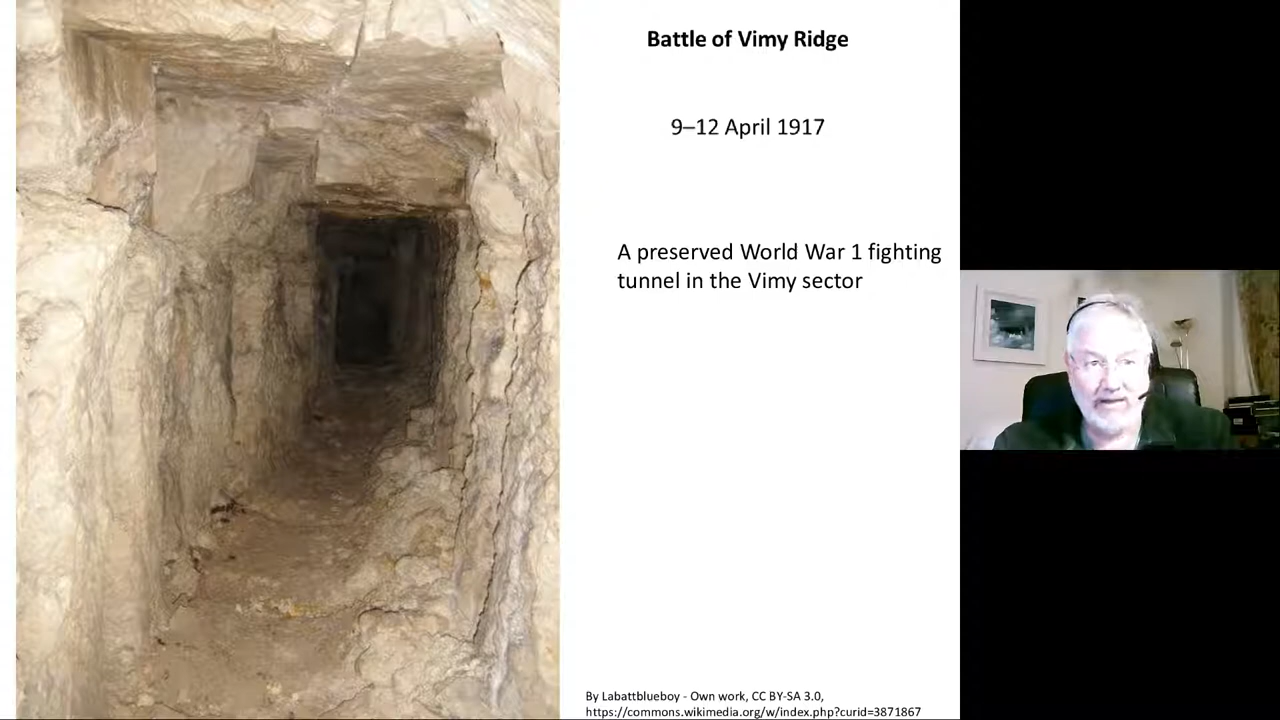 Battle of Vimy Ridge
9–12 April 1917
A preserved World War 1 fighting
tunnel in the Vimy sector
By Labattblueboy - Own work, CC BY-SA 3.0,
https://commons.wikimedia.org/w/index.php?curid=3871867